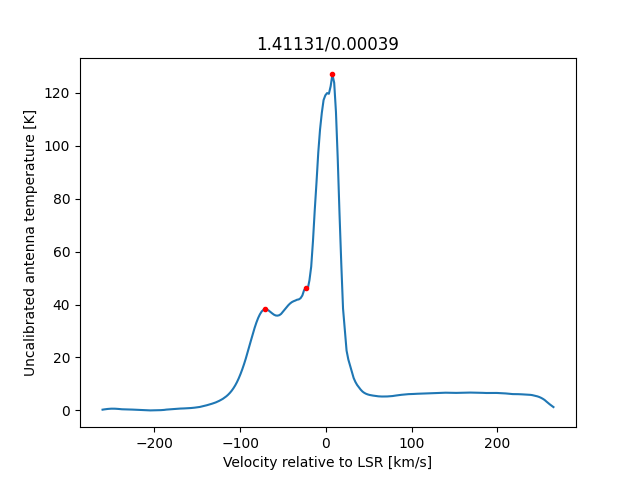 1.41131/0.00039
Uncalibrated antenna temperature [K]
120
100
80
60
40
20
0
−200 −100 0 100 200
Velocity relative to LSR [km/s]